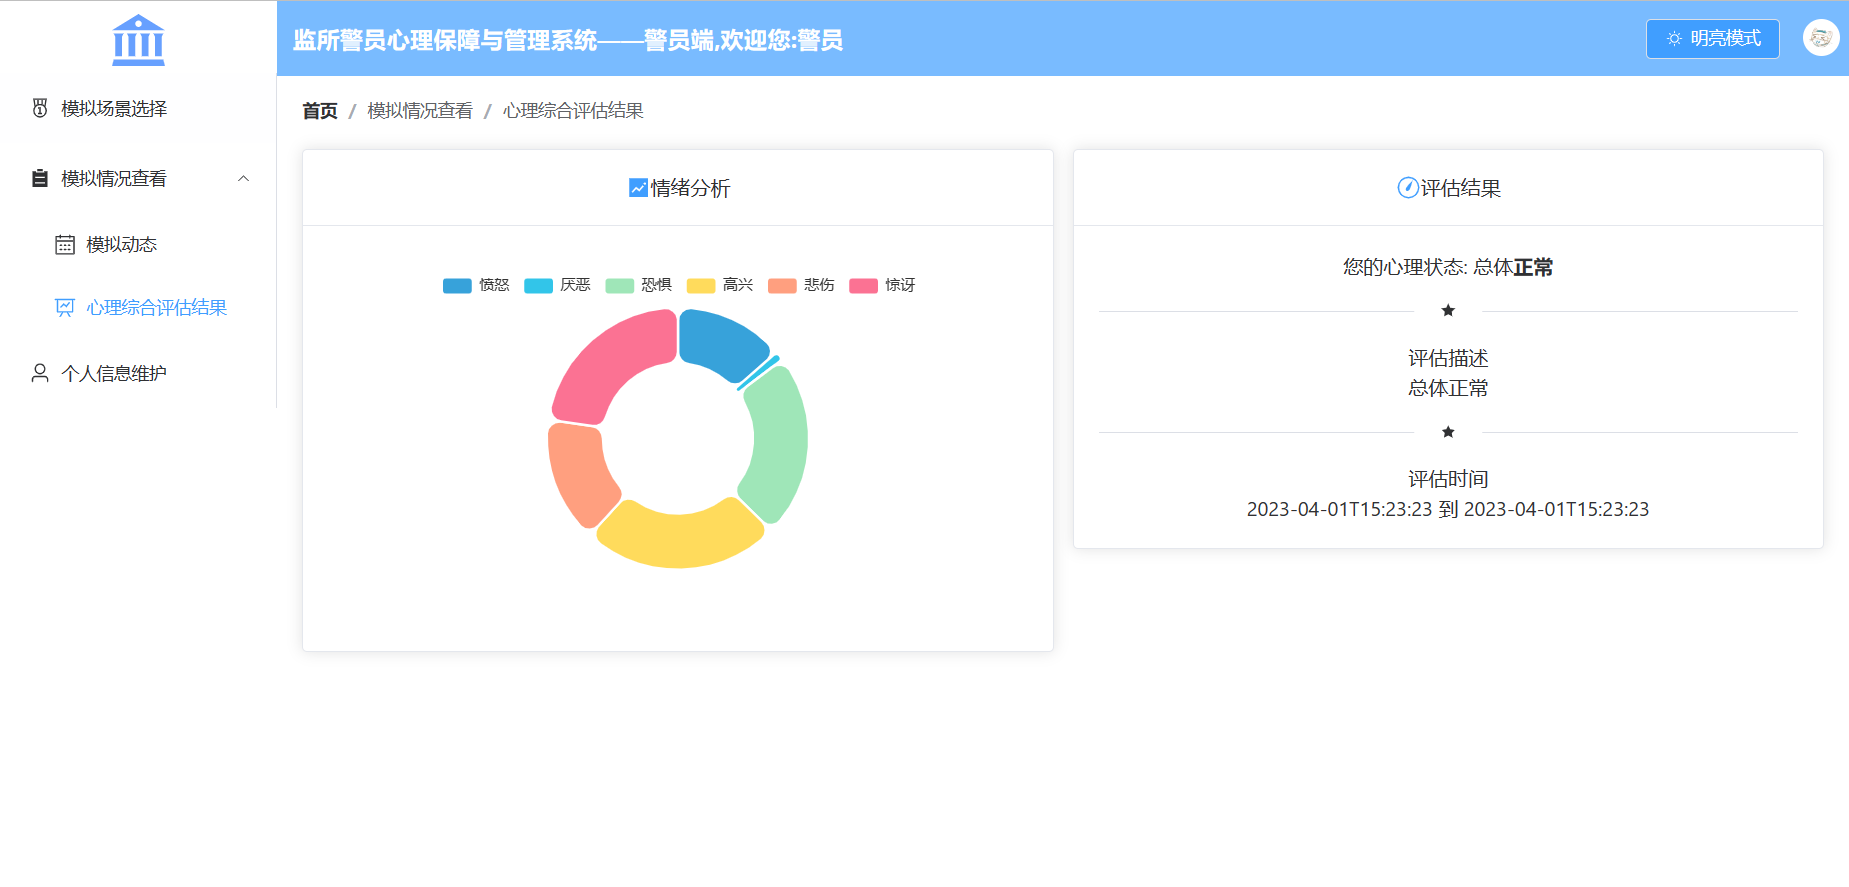 监所警员心理保障与管理系统——警员端,欢迎您:警员
明亮模式
模拟场景选择
模拟情况查看
模拟动态
心理综合评估结果
个人信息维护
首页 / 模拟情况查看 / 心理综合评估结果
情绪分析
愤怒 厌恶 恐惧 高兴 悲伤 惊讶
评估结果
您的心理状态: 总体正常
评估描述
总体正常
评估时间
2023-04-01T15:23:23 到 2023-04-01T15:23:23